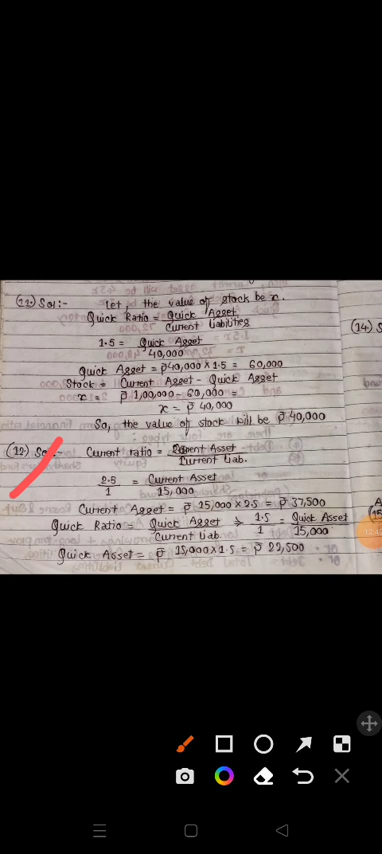 (11) Sol:- Let, the value of stock be x.
Quick Ratio = Quick Asset
Current Liabilities
1.5 = Quick Asset
40,000
Quick Asset = ₹40,000 x 1.5 = 60,000
Stock = Current Asset - Quick Asset
x = ₹ 1,00,000 - 60,000 =
x = ₹ 40,000
So, the value of stock will be ₹ 40,000
(12) Sol:- Current ratio = Current Asset
Current Liab.
2.5 = Current Asset
1 15,000
Current Asset = ₹ 15,000 x 2.5 = ₹ 37,500
Quick Ratio = Quick Asset ⇒ 1.5 = Quick Asset
Current Liab. 1 15,000
Quick Asset = ₹ 15,000 x 1.5 = ₹ 22,500
(14) S